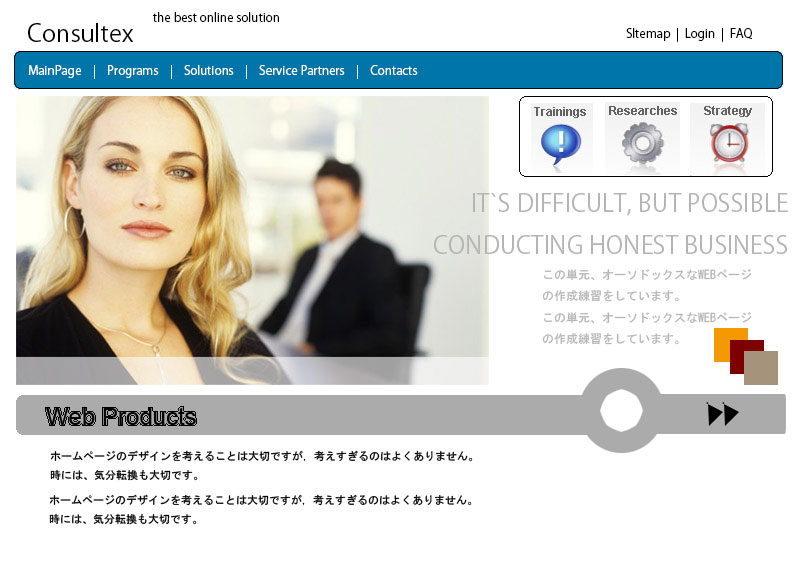 the best online solution
Consultex
SItemap | Login | FAQ
MainPage | Programs | Solutions | Service Partners | Contacts
Trainings Researches Strategy
IT`S DIFFICULT, BUT POSSIBLE
CONDUCTING HONEST BUSINESS
この単元、オーソドックスなWEBページ
の作成練習をしています。
この単元、オーソドックスなWEBページ
の作成練習をしています。
Web Products
ホームページのデザインを考えることは大切ですが，考えすぎるのはよくありません。
時には、気分転換も大切です。
ホームページのデザインを考えることは大切ですが，考えすぎるのはよくありません。
時には、気分転換も大切です。